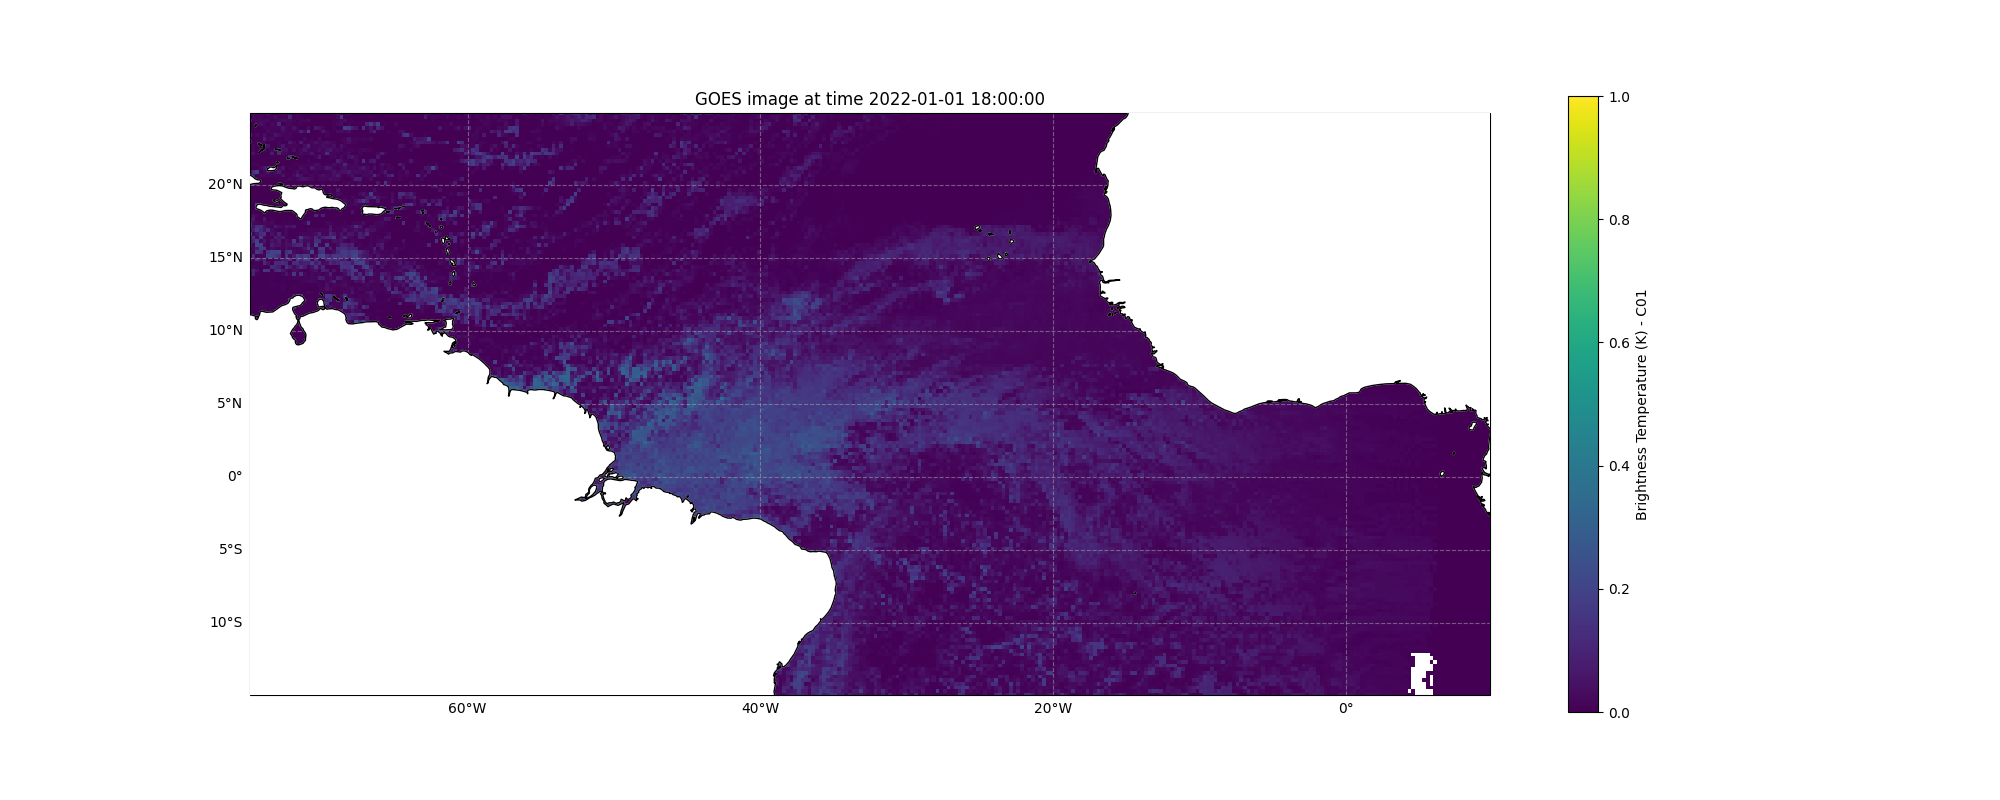 GOES image at time 2022-01-01 18:00:00
20°N
15°N
10°N
5°N
0°
5°S
10°S
60°W
40°W
20°W
0°
1.0
0.8
0.6
0.4
0.2
0.0
Brightness Temperature (K) - C01